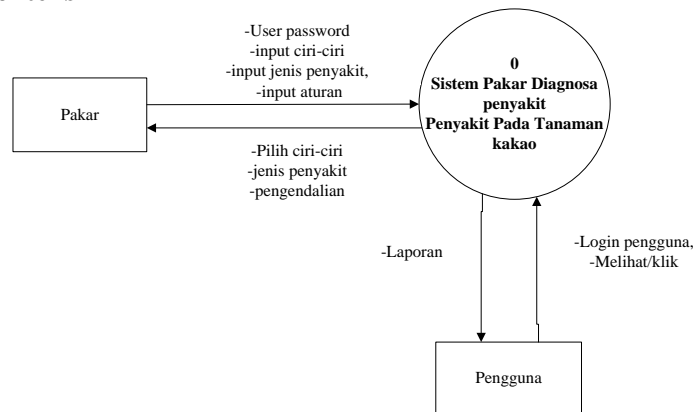 -User password
-input ciri-ciri
-input jenis penyakit,
-input aturan
0
Sistem Pakar Diagnosa
penyakit
Penyakit Pada Tanaman
kakao
Pakar
-Pilih ciri-ciri
-jenis penyakit
-pengendalian
-Laporan
-Login pengguna,
-Melihat/klik
Pengguna